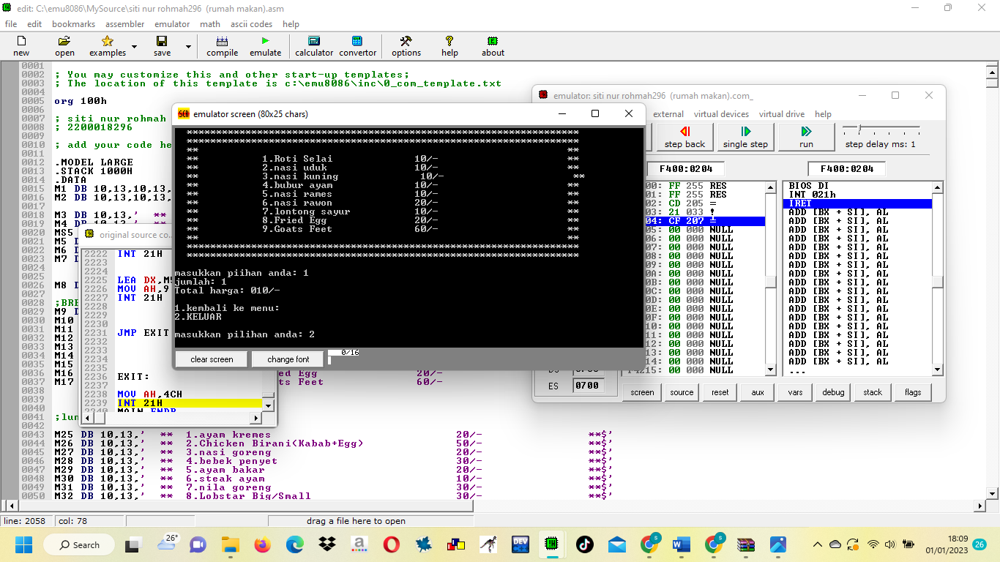 edit: C:\emu8086\MySource\siti nur rohmah296 (rumah makan).asm
file edit bookmarks assembler emulator math ascii codes help
new open examples save compile emulate calculator convertor options help about
0001
0002 ; You may customize this and other start-up templates;
0003 ; The location of this template is c:\emu8086\inc\0_com_template.txt
0004
0005 org 100h
0006
0007 ; siti nur rohmah
0008 ; 2200018296
0009
0010 ; add your code he
0011
0012 .MODEL LARGE
0013 .STACK 1000H
0014 .DATA
0015 M1 DB 10,13,10,13,
0016 M2 DB 10,13,10,13,
0017
0018 M3 DB 10,13,' **
0019 M4 DB 10,13,' **
0020 MS5
0021 M5 D
0022 M6 D
0023 M7 D
0024
0025
0026 M8 D
0027
0028 ;BRE
0029 M9 D
0030 M10
0031 M11
0032 M12
0033 M13
0034 M14
0035 M15
0036 M16 ed Egg 20/-
0037 M17 ts Feet 60/-
0038
0039
0040
0041 ;lun
0042
0043 M25 DB 10,13,' ** 1.ayam kremes 20/- **$'
0044 M26 DB 10,13,' ** 2.Chicken Birani(Kabab+Egg) 50/- **$'
0045 M27 DB 10,13,' ** 3.nasi goreng 20/- **$'
0046 M28 DB 10,13,' ** 4.bebek penyet 30/- **$'
0047 M29 DB 10,13,' ** 5.ayam bakar 20/- **$'
0048 M30 DB 10,13,' ** 6.steak ayam 10/- **$'
0049 M31 DB 10,13,' ** 7.nila goreng 30/- **$'
0050 M32 DB 10,13,' ** 8.Lobstar Big/Small 30/- **$'
line: 2058 col: 78 drag a file here to open
original source co...
2222 INT 21H
2223
2224
2225 LEA DX,M5
2226 MOV AH,9
2227 INT 21H
2228
2229
2230
2231 JMP EXIT
2232
2233
2234
2235
2236 EXIT:
2237
2238 MOV AH,4CH
2239 INT 21H
2240 MAIN ENDP
emulator screen (80x25 chars)
*******************************************************************
*******************************************************************
** **
** 1.Roti Selai 10/- **
** 2.nasi uduk 10/- **
** 3.nasi kuning 10/- **
** 4.bubur ayam 10/- **
** 5.nasi rames 10/- **
** 6.nasi rawon 20/- **
** 7.lontong sayur 10/- **
** 8.Fried Egg 20/- **
** 9.Goats Feet 60/- **
** **
*******************************************************************
*******************************************************************
masukkan piihan anda: 1
jumlah: 1
Total harga: 010/-
1.kembali ke menu:
2.KELUAR
masukkan pilihan anda: 2
clear screen change font 0/16
emulator: siti nur rohmah296 (rumah makan).com_
external virtual devices virtual drive help
step back single step run step delay ms: 1
F400:0204 F400:0204
00: FF 255 RES BIOS DI
01: FF 255 RES INT 021h
02: CD 205 = IRET
03: 21 033 ! ADD [BX + SI], AL
04: CF 207 ╧ ADD [BX + SI], AL
05: 00 000 NULL ADD [BX + SI], AL
06: 00 000 NULL ADD [BX + SI], AL
07: 00 000 NULL ADD [BX + SI], AL
08: 00 000 NULL ADD [BX + SI], AL
09: 00 000 NULL ADD [BX + SI], AL
0A: 00 000 NULL ADD [BX + SI], AL
0B: 00 000 NULL ADD [BX + SI], AL
0C: 00 000 NULL ADD [BX + SI], AL
0D: 00 000 NULL ADD [BX + SI], AL
0E: 00 000 NULL ADD [BX + SI], AL
0F: 00 000 NULL ADD [BX + SI], AL
10: 00 000 NULL ADD [BX + SI], AL
11: 00 000 NULL ADD [BX + SI], AL
12: 00 000 NULL ADD [BX + SI], AL
13: 00 000 NULL ADD [BX + SI], AL
14: 00 000 NULL ADD [BX + SI], AL
F4215: 00 000 NULL ...
ES 0700
screen source reset aux vars debug stack flags
26° Search
18:09
01/01/2023 26